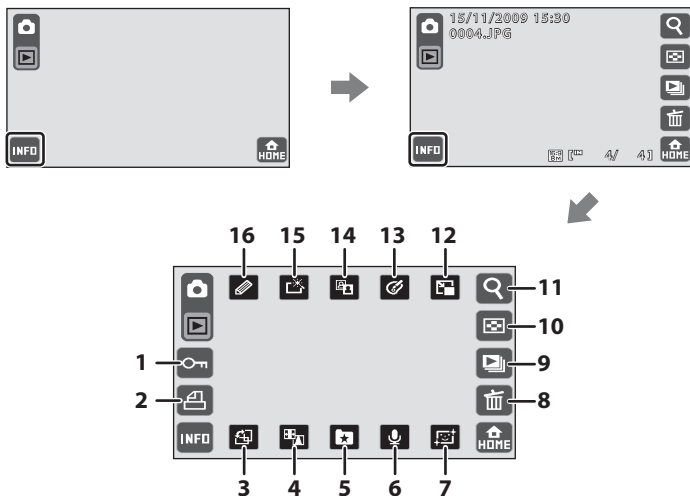 15/11/2009 15:30
0004.JPG
INFO
HOME
INFO
4/ 4]
HOME
16 15 14 13 12
11
10
1
9
2
8
INFO
HOME
3 4 5 6 7